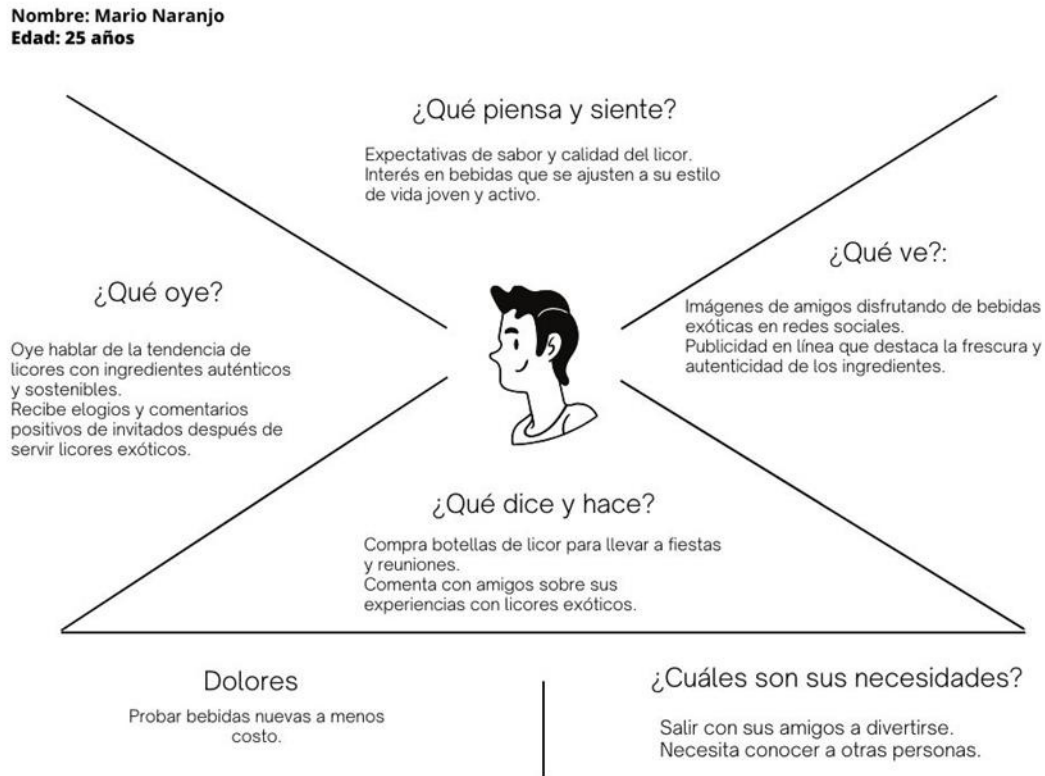 Nombre: Mario Naranjo
Edad: 25 años
¿Qué piensa y siente?
Expectativas de sabor y calidad del licor.
Interés en bebidas que se ajusten a su estilo
de vida joven y activo.
¿Qué ve?:
Imágenes de amigos disfrutando de bebidas
exóticas en redes sociales.
Publicidad en línea que destaca la frescura y
autenticidad de los ingredientes.
¿Qué oye?
Oye hablar de la tendencia de
licores con ingredientes auténticos
y sostenibles.
Recibe elogios y comentarios
positivos de invitados después de
servir licores exóticos.
¿Qué dice y hace?
Compra botellas de licor para llevar a fiestas
y reuniones.
Comenta con amigos sobre sus
experiencias con licores exóticos.
Dolores
Probar bebidas nuevas a menos
costo.
¿Cuáles son sus necesidades?
Salir con sus amigos a divertirse.
Necesita conocer a otras personas.